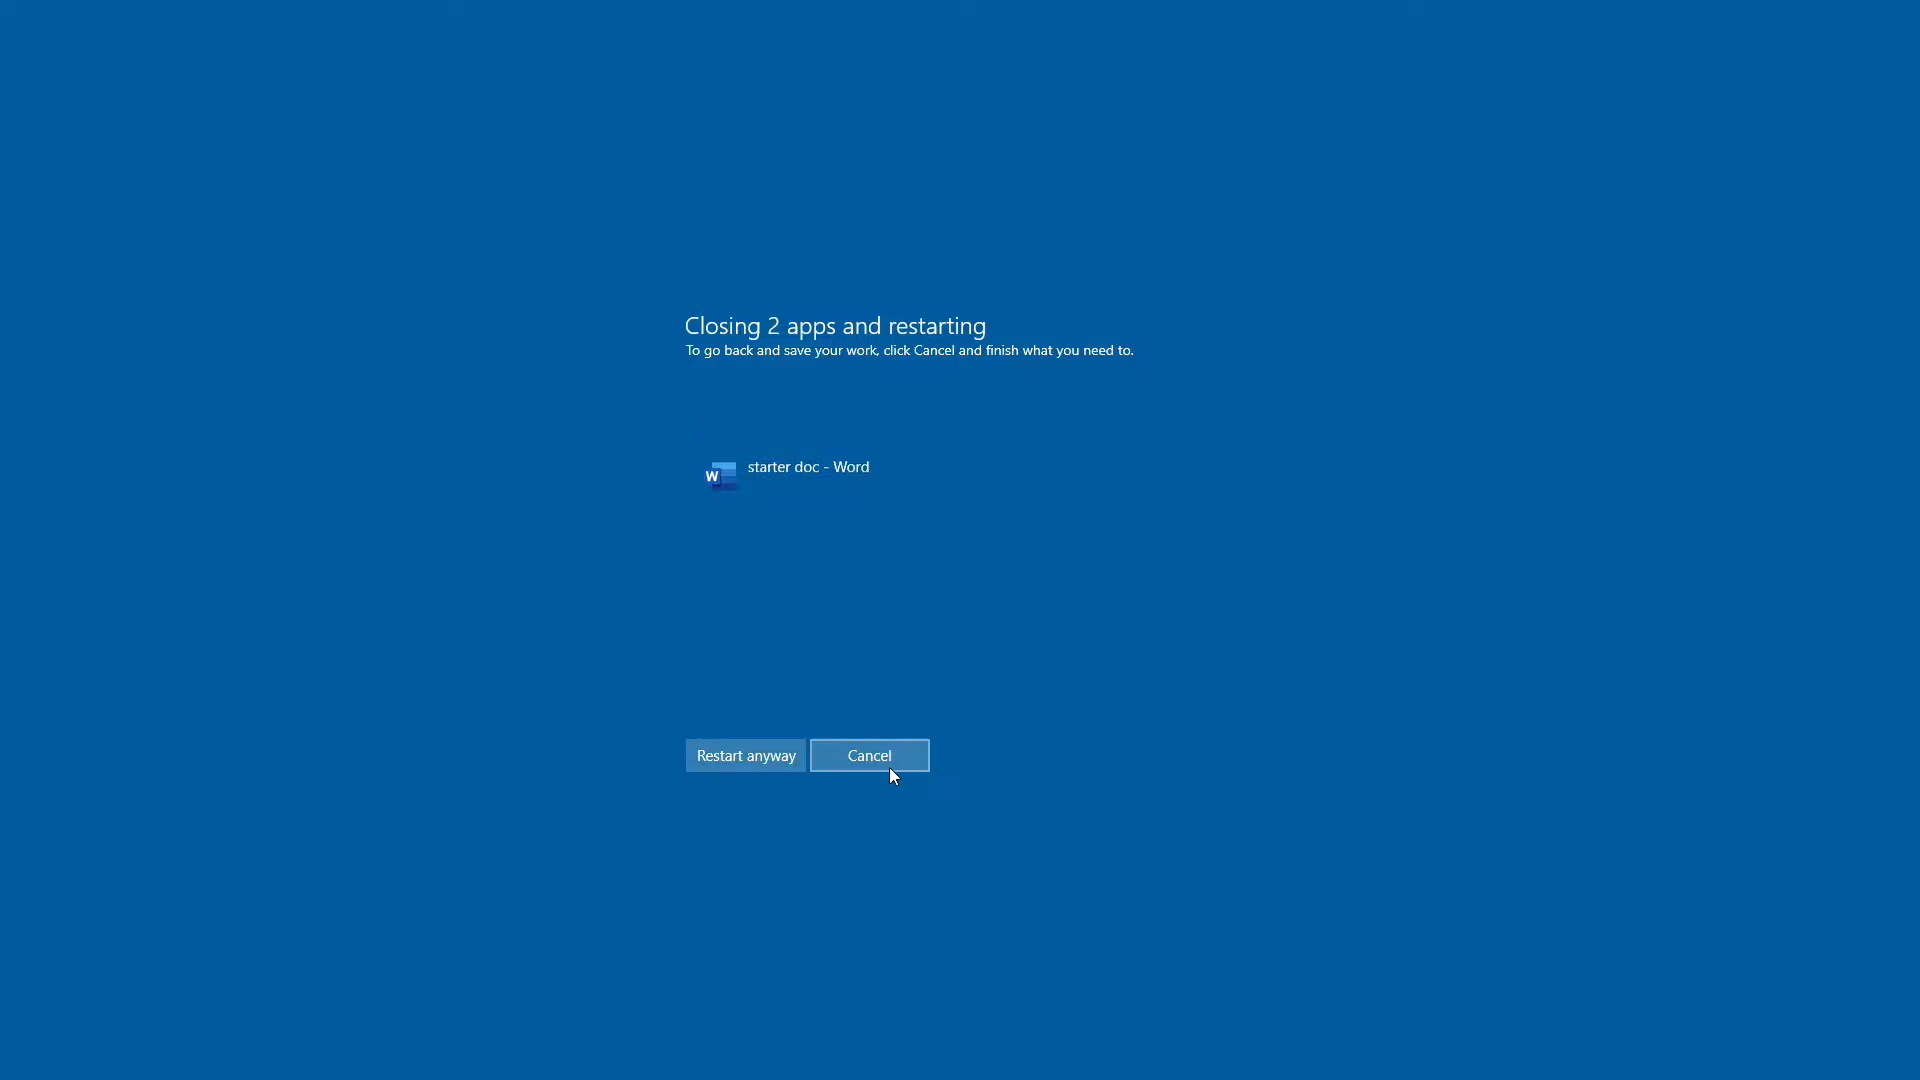 Closing 2 apps and restarting
To go back and save your work, click Cancel and finish what you need to.
W
starter doc - Word
Restart anyway
Cancel